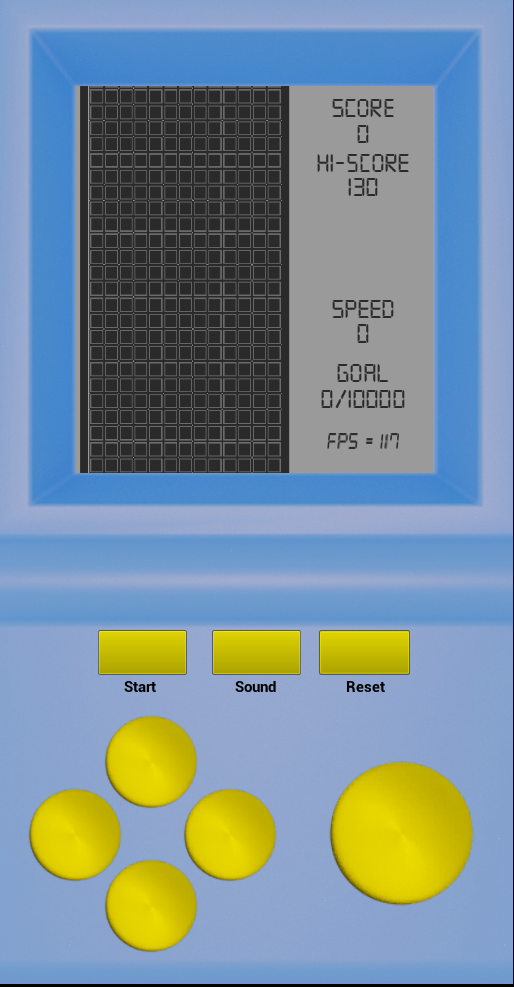 SCORE
0
HI-SCORE
130
SPEED
0
GOAL
0/10000
FPS = 117
Start
Sound
Reset